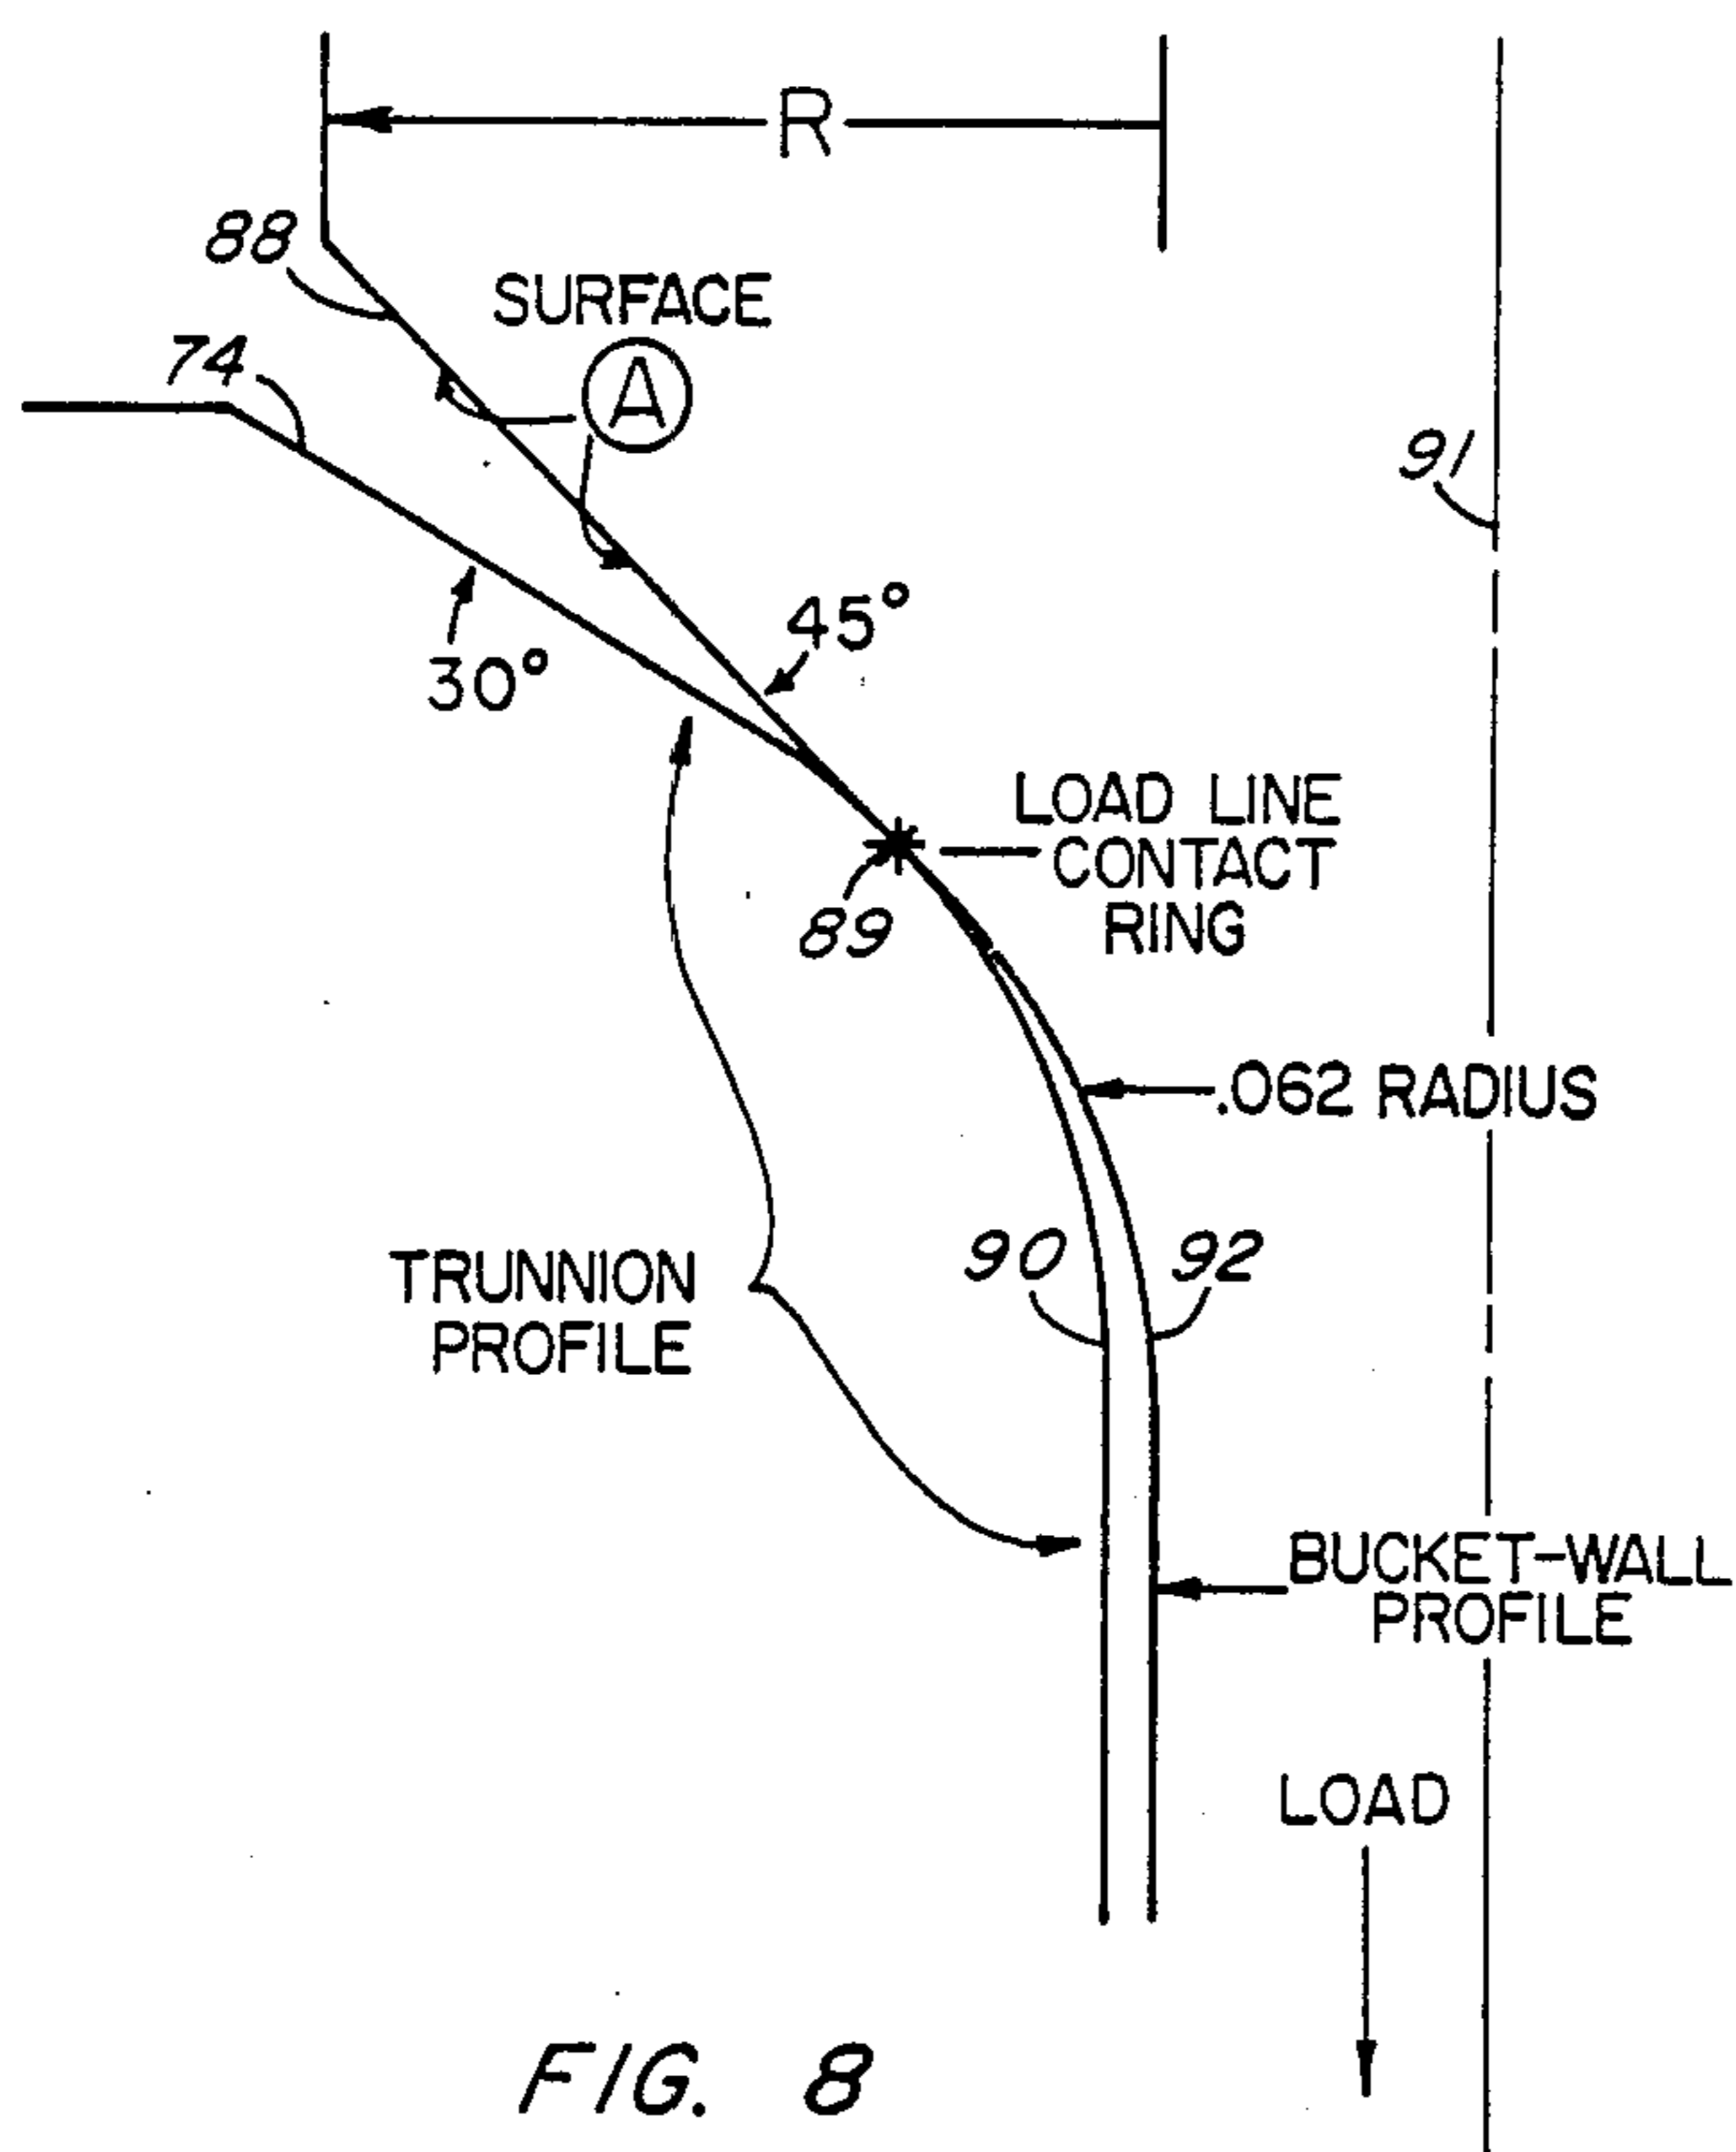 R
88
SURFACE
A
74
91
45°
30°
LOAD LINE
CONTACT
RING
89
.062 RADIUS
90
92
TRUNNION
PROFILE
BUCKET-WALL
PROFILE
LOAD
FIG. 8